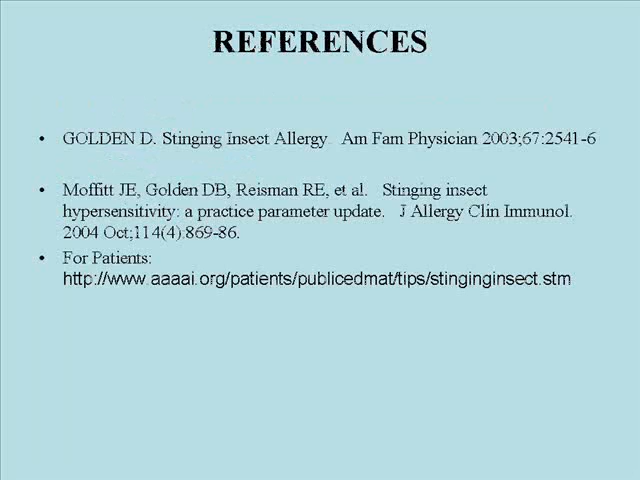 REFERENCES
• GOLDEN D. Stinging Insect Allergy. Am Fam Physician 2003;67:2541-6
• Moffitt JE, Golden DB, Reisman RE, et al. Stinging insect
hypersensitivity: a practice parameter update. J Allergy Clin Immunol.
2004 Oct;114(4):869-86.
• For Patients:
http://www.aaaai.org/patients/publicedmat/tips/stinginginsect.stm